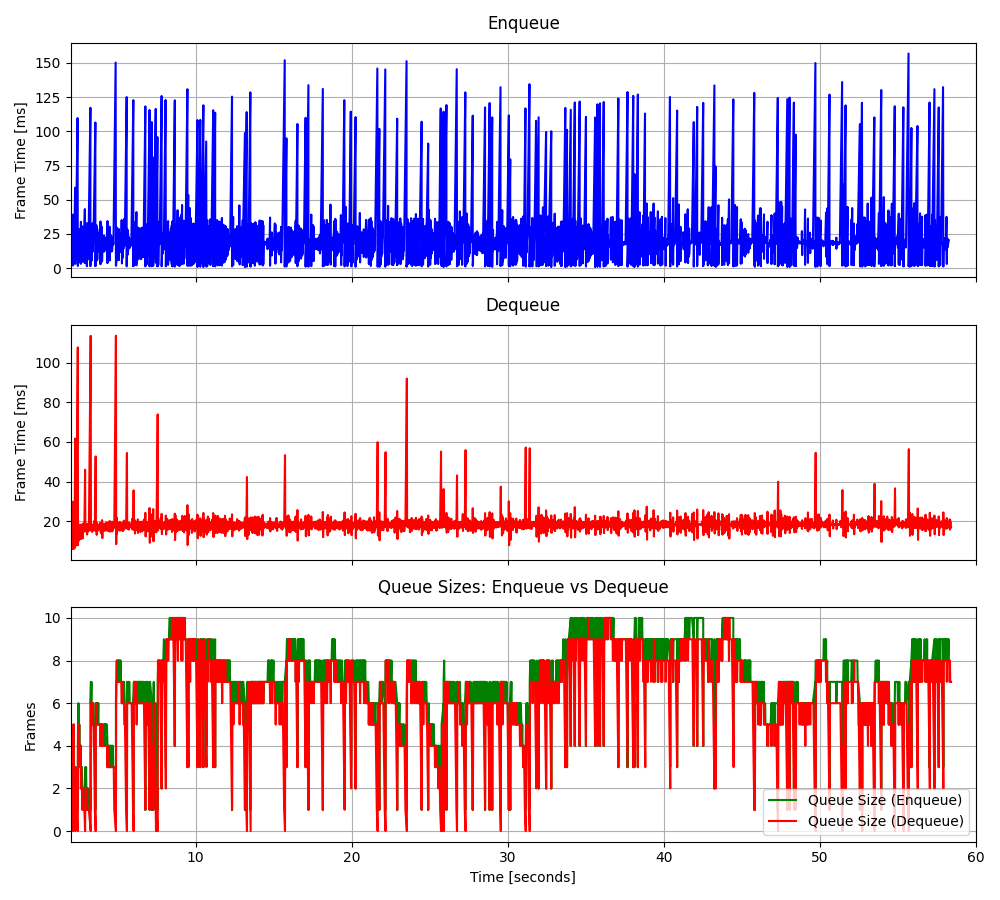 Enqueue
Frame Time [ms]
150
125
100
75
50
25
0
Dequeue
Frame Time [ms]
100
80
60
40
20
Queue Sizes: Enqueue vs Dequeue
Frames
10
8
6
4
2
0
Queue Size (Enqueue)
Queue Size (Dequeue)
10 20 30 40 50 60
Time [seconds]